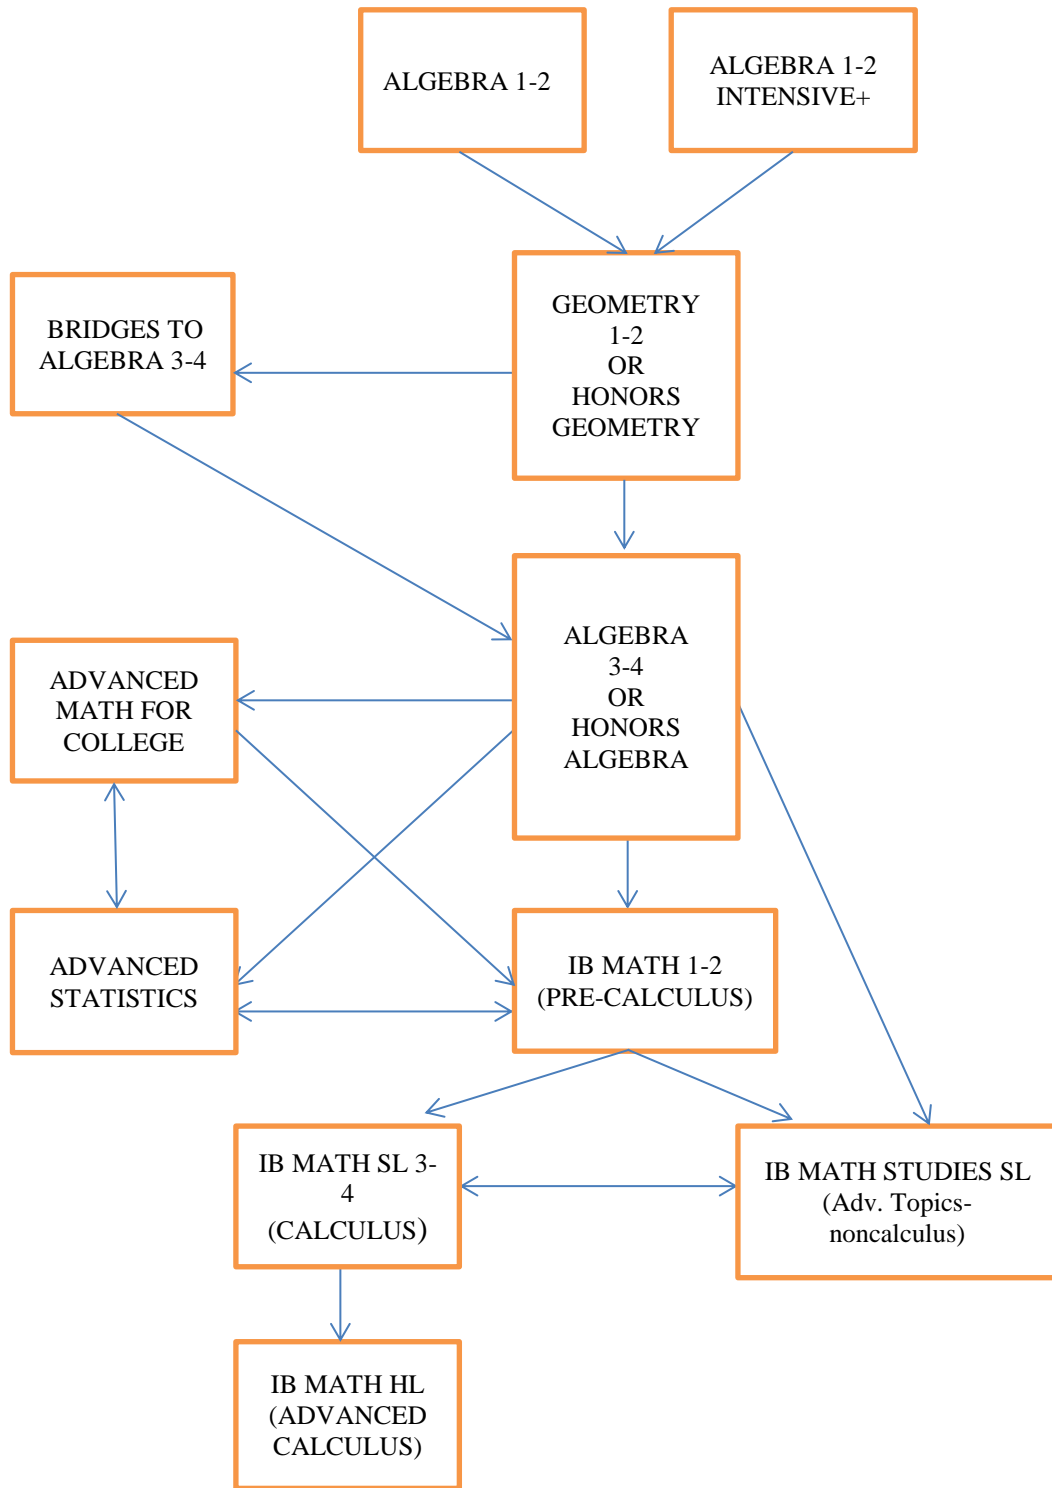 ALGEBRA 1-2
ALGEBRA 1-2
INTENSIVE+
GEOMETRY
1-2
OR
HONORS
GEOMETRY
BRIDGES TO
ALGEBRA 3-4
ALGEBRA
3-4
OR
HONORS
ALGEBRA
ADVANCED
MATH FOR
COLLEGE
ADVANCED
STATISTICS
IB MATH 1-2
(PRE-CALCULUS)
IB MATH SL 3-
4
(CALCULUS)
IB MATH STUDIES SL
(Adv. Topics-
noncalculus)
IB MATH HL
(ADVANCED
CALCULUS)